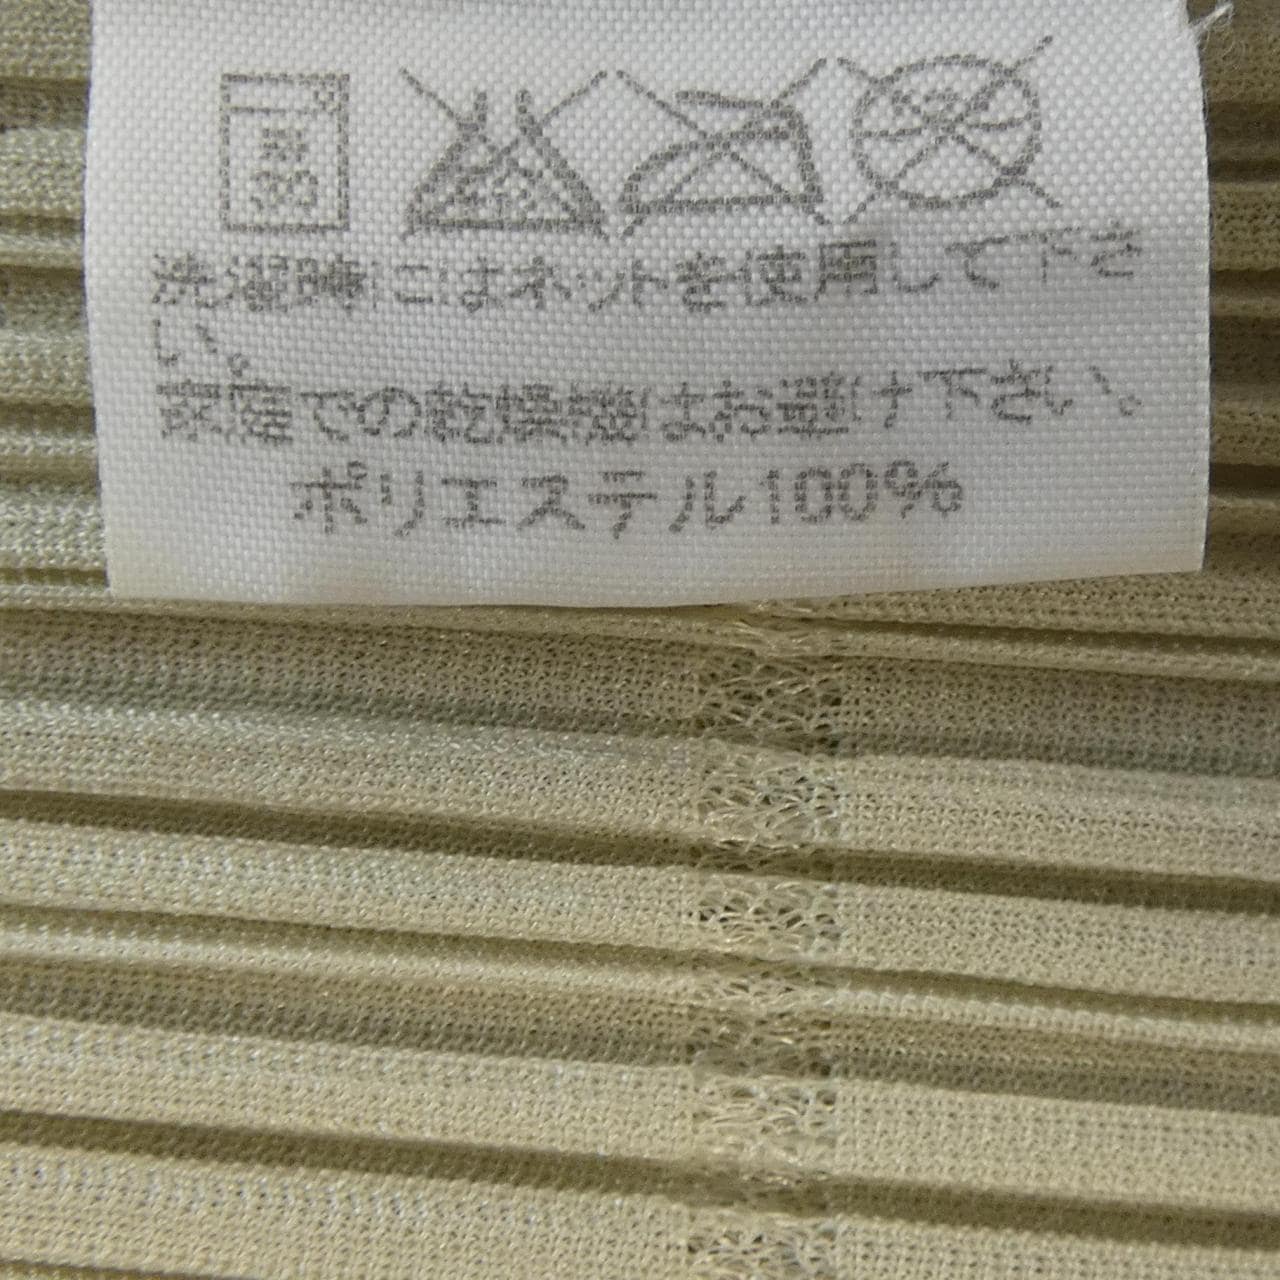 洗濯時にはネットを使用して下さ
い。
家庭での乾燥機はお避け下さい。
ポリエステル100%